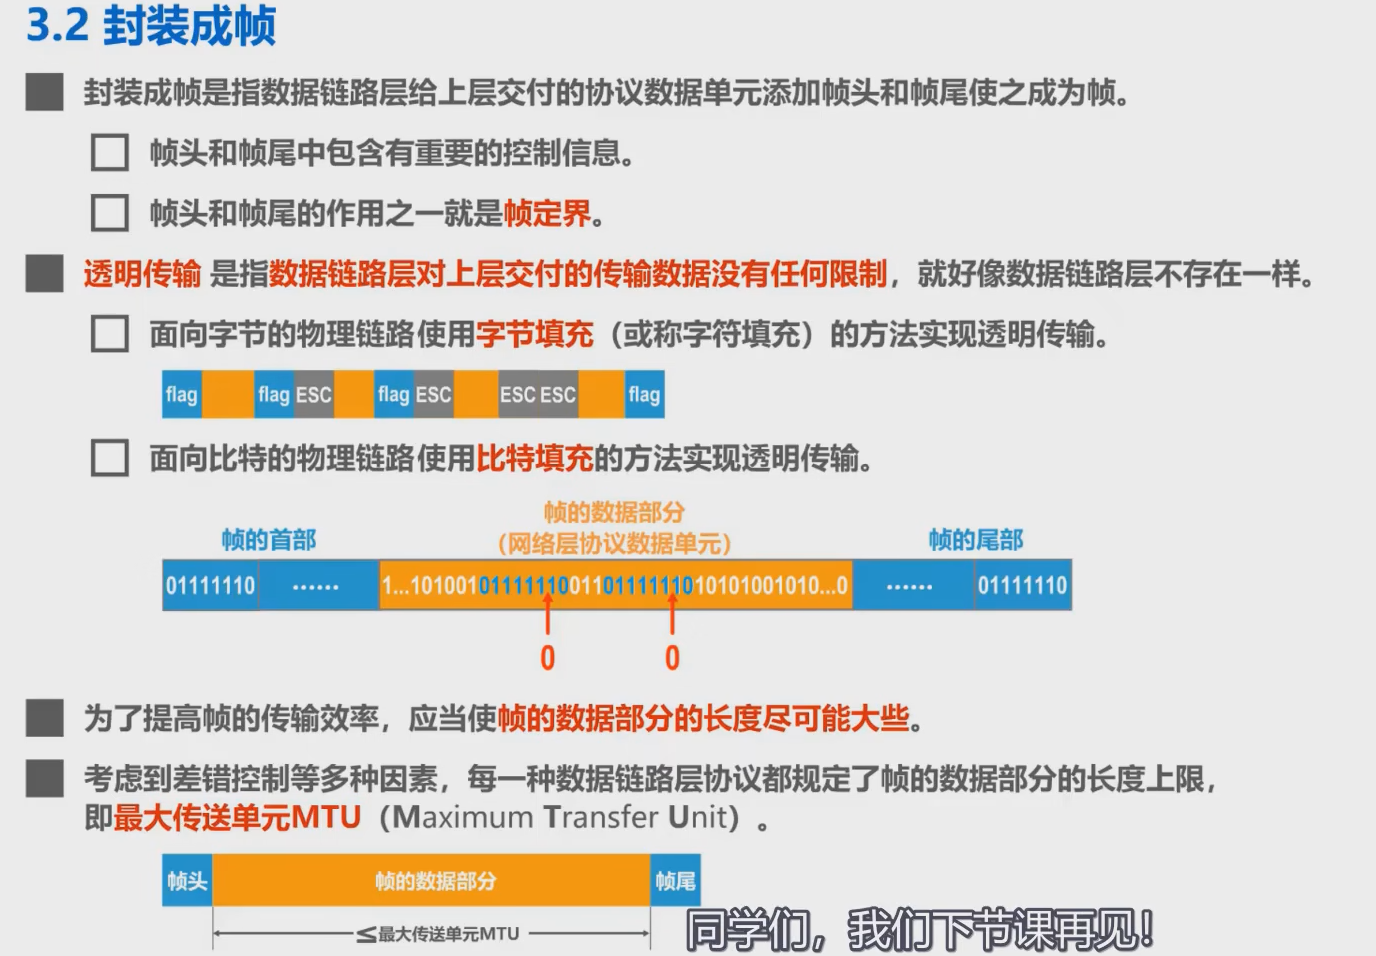 3.2 封装成帧
封装成帧是指数据链路层给上层交付的协议数据单元添加帧头和帧尾使之成为帧。
帧头和帧尾中包含有重要的控制信息。
帧头和帧尾的作用之一就是帧定界。
透明传输 是指数据链路层对上层交付的传输数据没有任何限制，就好像数据链路层不存在一样。
面向字节的物理链路使用字节填充（或称字符填充）的方法实现透明传输。
flag flag ESC flag ESC ESC ESC flag
面向比特的物理链路使用比特填充的方法实现透明传输。
帧的数据部分
帧的首部 （网络层协议数据单元） 帧的尾部
01111110 …… 1...10100101111111001101111111010101001010...0 …… 01111110
0 0
为了提高帧的传输效率，应当使帧的数据部分的长度尽可能大些。
考虑到差错控制等多种因素，每一种数据链路层协议都规定了帧的数据部分的长度上限，
即最大传送单元MTU（Maximum Transfer Unit）。
帧头 帧的数据部分 帧尾
≦最大传送单元MTU
同学们，我们下节课再见！